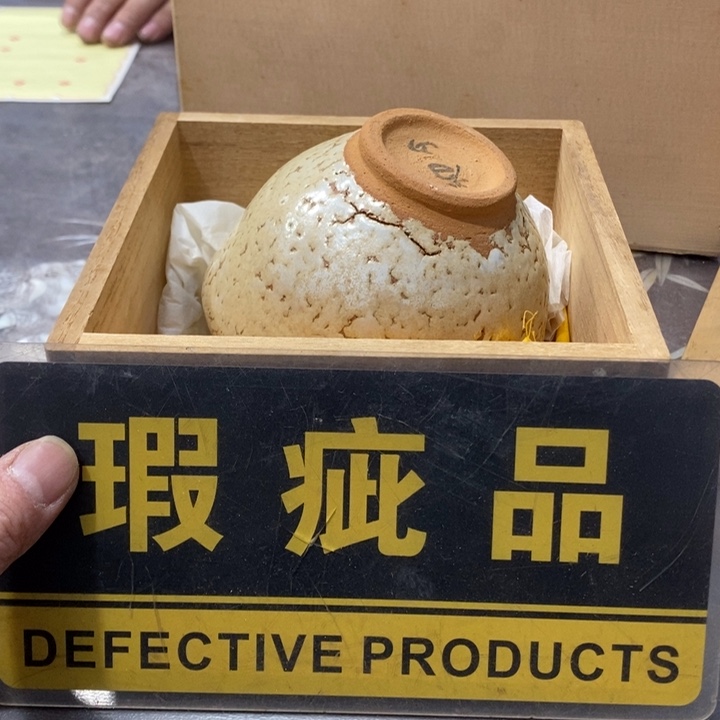 瑕疵品
DEFECTIVE PRODUCTS